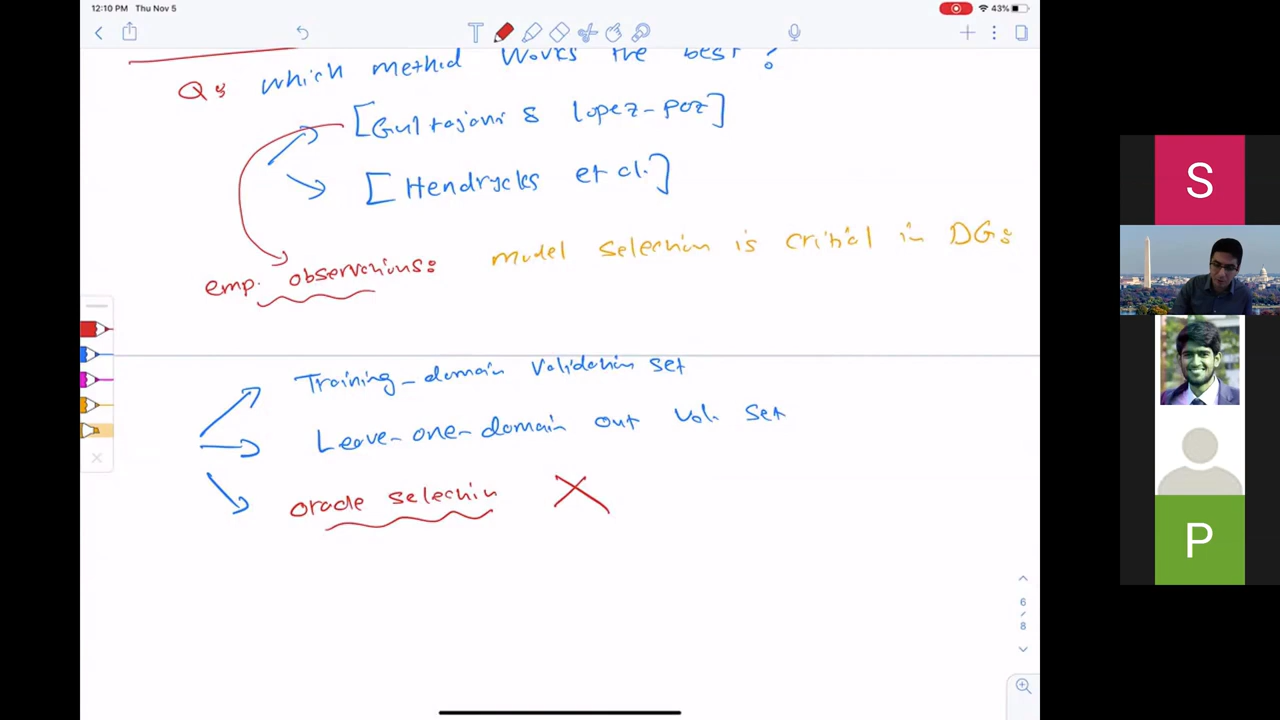 12:10 PM Thu Nov 5
43%
Qs which method works the best?
[Gulrajani & lopez-paz]
[Hendrycks et al.]
emp. observations: model selection is critical in DG:
Training-domain validation set
Leave-one-domain out val. set
oracle selection
6
/
8
S
P